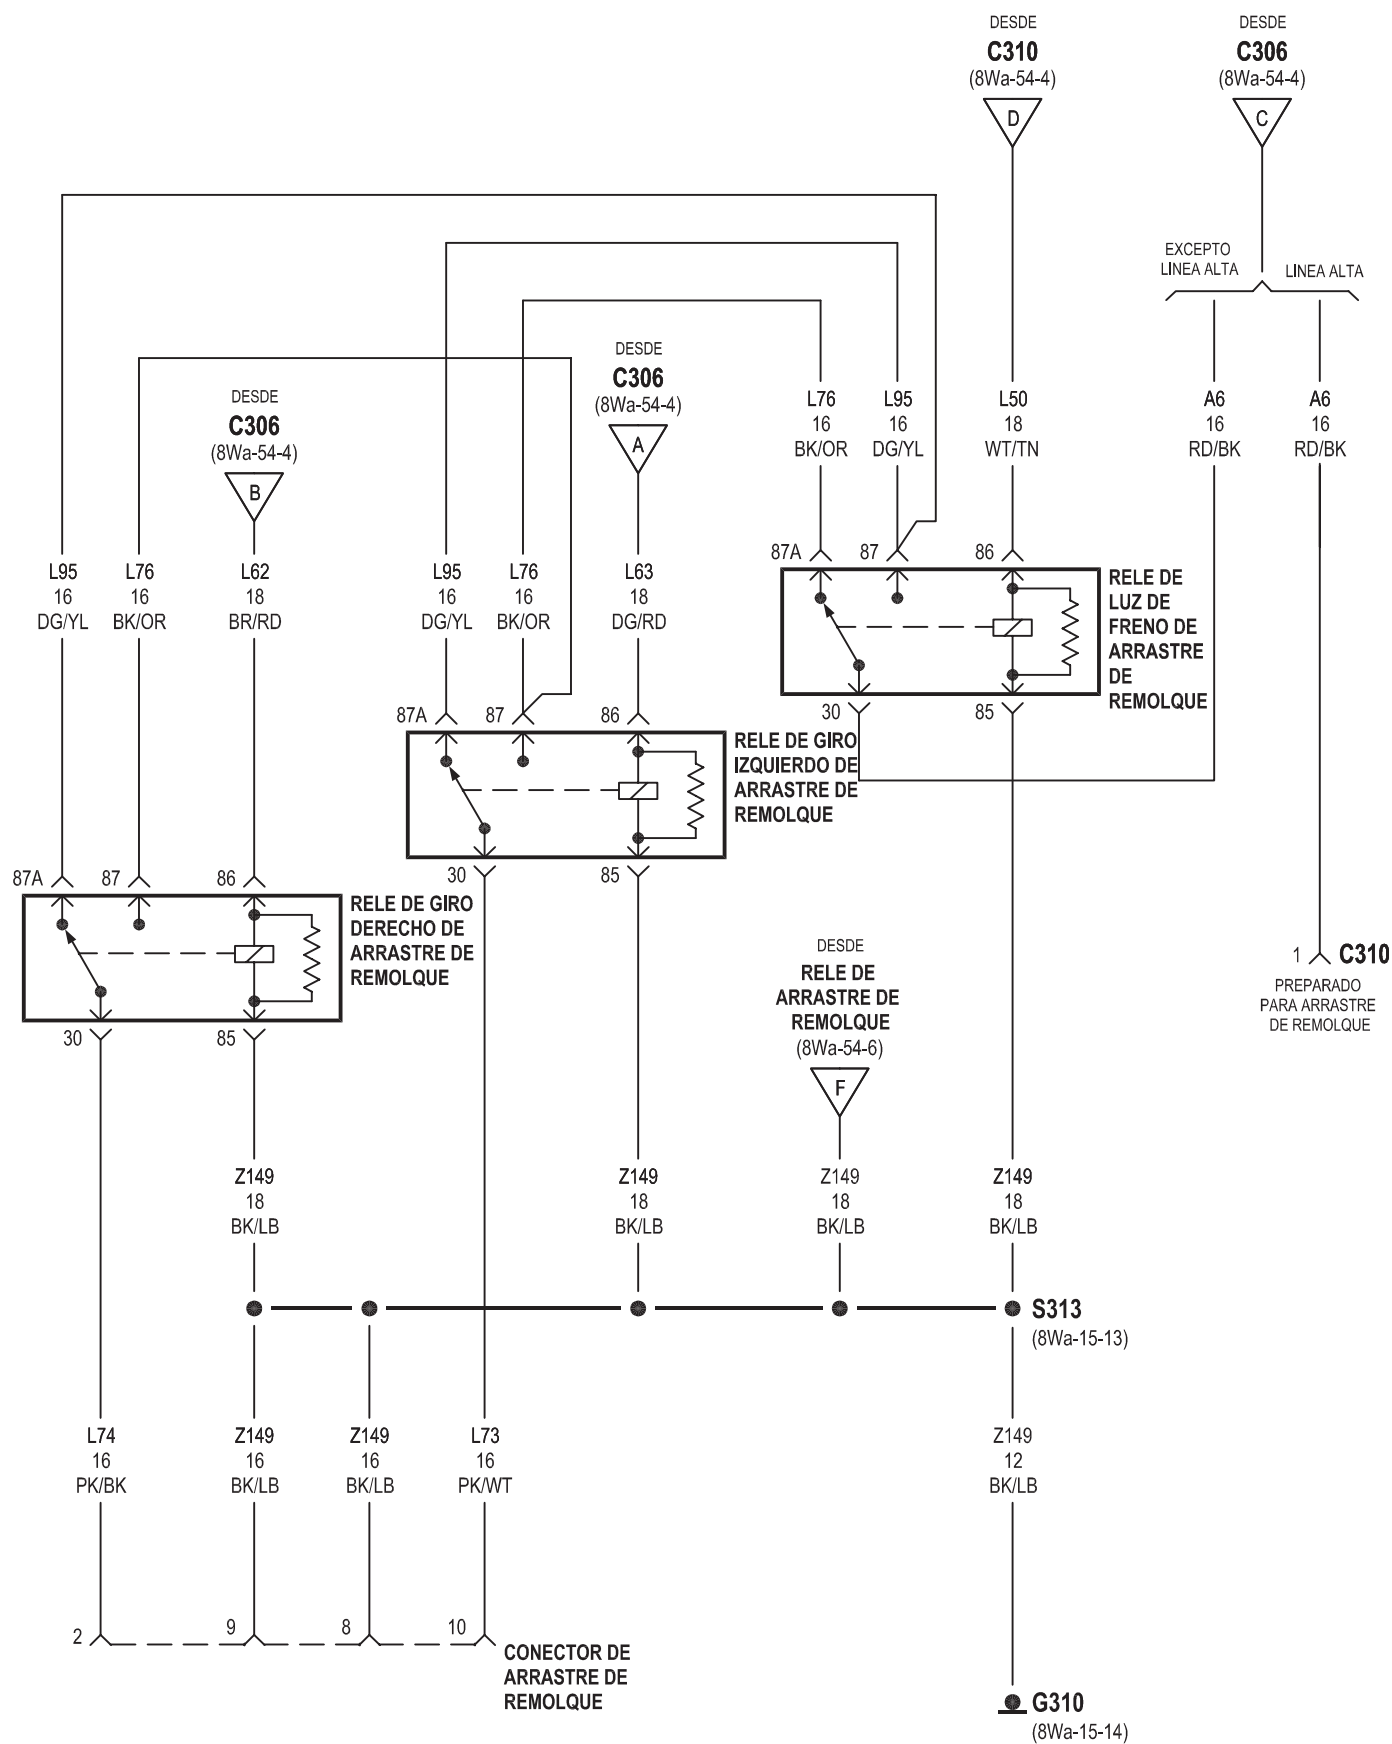 DESDE
C310
(8Wa-54-4)
D
DESDE
C306
(8Wa-54-4)
C
EXCEPTO
LINEA ALTA
LINEA ALTA
DESDE
C306
(8Wa-54-4)
A
DESDE
C306
(8Wa-54-4)
B
L76
16
BK/OR
L95
16
DG/YL
L50
18
WT/TN
A6
16
RD/BK
A6
16
RD/BK
L95
16
DG/YL
L76
16
BK/OR
L62
18
BR/RD
L95
16
DG/YL
L76
16
BK/OR
L63
18
DG/RD
87A
87
86
RELE DE
LUZ DE
FRENO DE
ARRASTRE
DE
REMOLQUE
30
85
87A
87
86
RELE DE GIRO
IZQUIERDO DE
ARRASTRE DE
REMOLQUE
30
85
87A
87
86
RELE DE GIRO
DERECHO DE
ARRASTRE DE
REMOLQUE
30
85
DESDE
RELE DE
ARRASTRE DE
REMOLQUE
(8Wa-54-6)
F
1
C310
PREPARADO
PARA ARRASTRE
DE REMOLQUE
Z149
18
BK/LB
Z149
18
BK/LB
Z149
18
BK/LB
Z149
18
BK/LB
S313
(8Wa-15-13)
L74
16
PK/BK
Z149
16
BK/LB
Z149
16
BK/LB
L73
16
PK/WT
Z149
12
BK/LB
2
9
8
10
CONECTOR DE
ARRASTRE DE
REMOLQUE
G310
(8Wa-15-14)